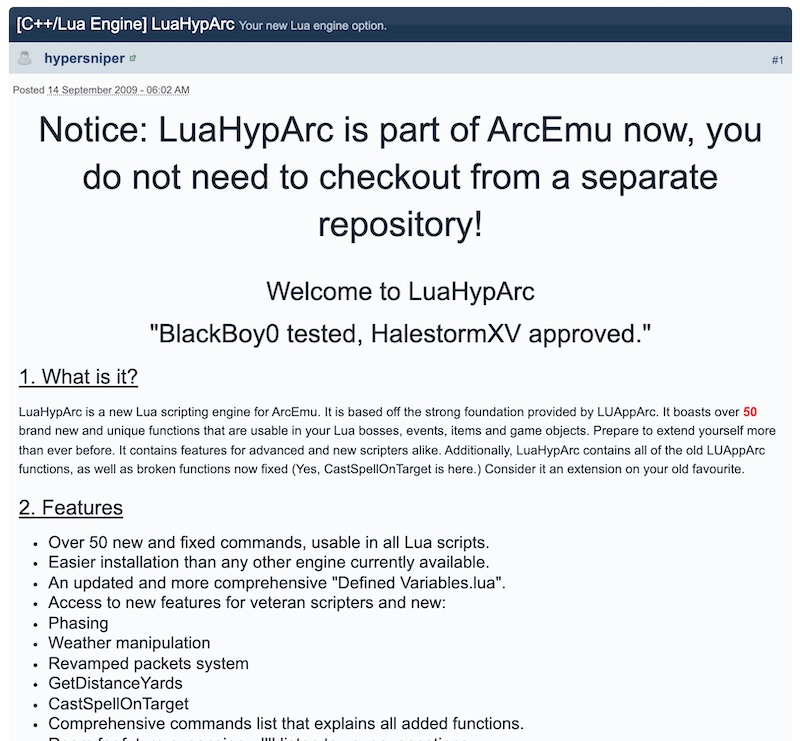 [C++/Lua Engine] LuaHypArc Your new Lua engine option.
hypersniper
#1
Posted 14 September 2009 - 06:02 AM
Notice: LuaHypArc is part of ArcEmu now, you
do not need to checkout from a separate
repository!
Welcome to LuaHypArc
"BlackBoy0 tested, HalestormXV approved."
1. What is it?
LuaHypArc is a new Lua scripting engine for ArcEmu. It is based off the strong foundation provided by LUAppArc. It boasts over 50
brand new and unique functions that are usable in your Lua bosses, events, items and game objects. Prepare to extend yourself more
than ever before. It contains features for advanced and new scripters alike. Additionally, LuaHypArc contains all of the old LUAppArc
functions, as well as broken functions now fixed (Yes, CastSpellOnTarget is here.) Consider it an extension on your old favourite.
2. Features
• Over 50 new and fixed commands, usable in all Lua scripts.
• Easier installation than any other engine currently available.
• An updated and more comprehensive "Defined Variables.lua".
• Access to new features for veteran scripters and new:
• Phasing
• Weather manipulation
• Revamped packets system
• GetDistanceYards
• CastSpellOnTarget
• Comprehensive commands list that explains all added functions.